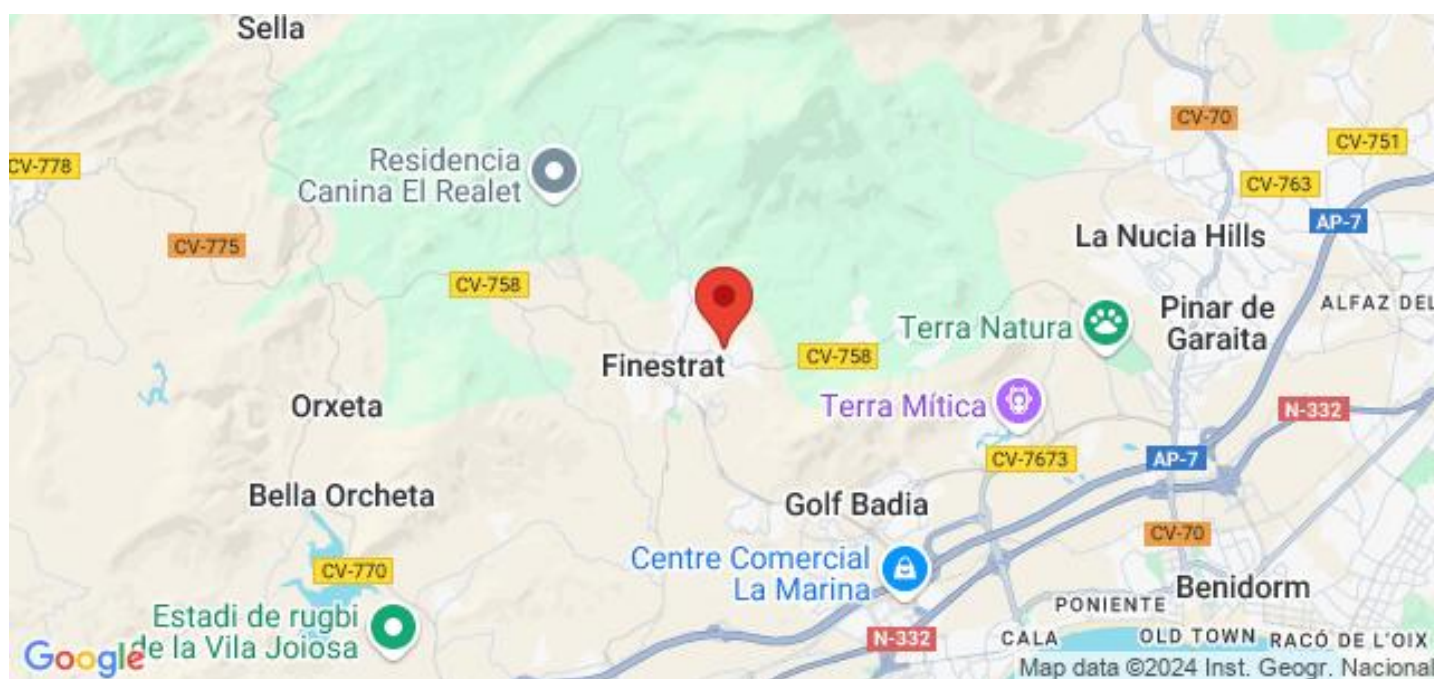 Sella
CV-70
CV-751
Residencia
Canina El Realet
CV-778
CV-763
AP-7
La Nucia Hills
CV-775
CV-758
ALFAZ DEL
Pinar de
Garaita
Terra Natura
CV-758
Finestrat
Orxeta
Terra Mítica
N-332
CV-7673
AP-7
Bella Orcheta
Golf Badia
CV-70
Centre Comercial
La Marina
CV-770
Benidorm
PONIENTE
Estadi de rugbi
de la Vila Joiosa
N-332
CALA
OLD TOWN
RACÓ DE L'OIX
Google
Map data ©2024 Inst. Geogr. Nacional